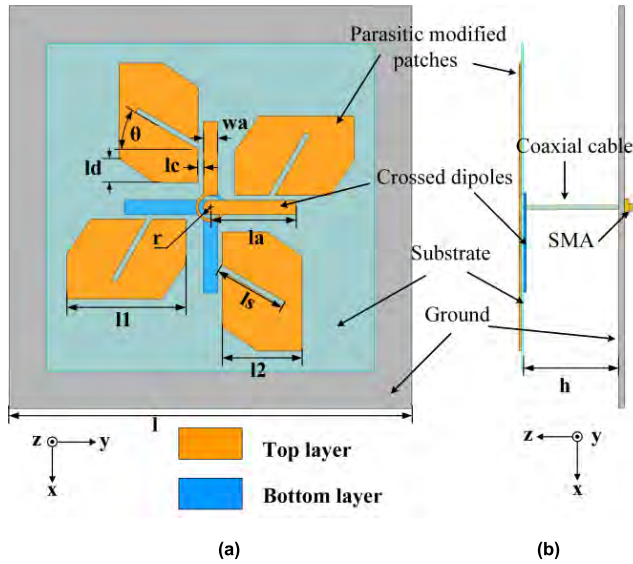 Parasitic modified
patches
θ
wa
lc
ld
Coaxial cable
Crossed dipoles
r
la
SMA
Substrate
ls
l1
Ground
l2
h
l
z
y
x
z
y
x
Top layer
Bottom layer
(a)
(b)